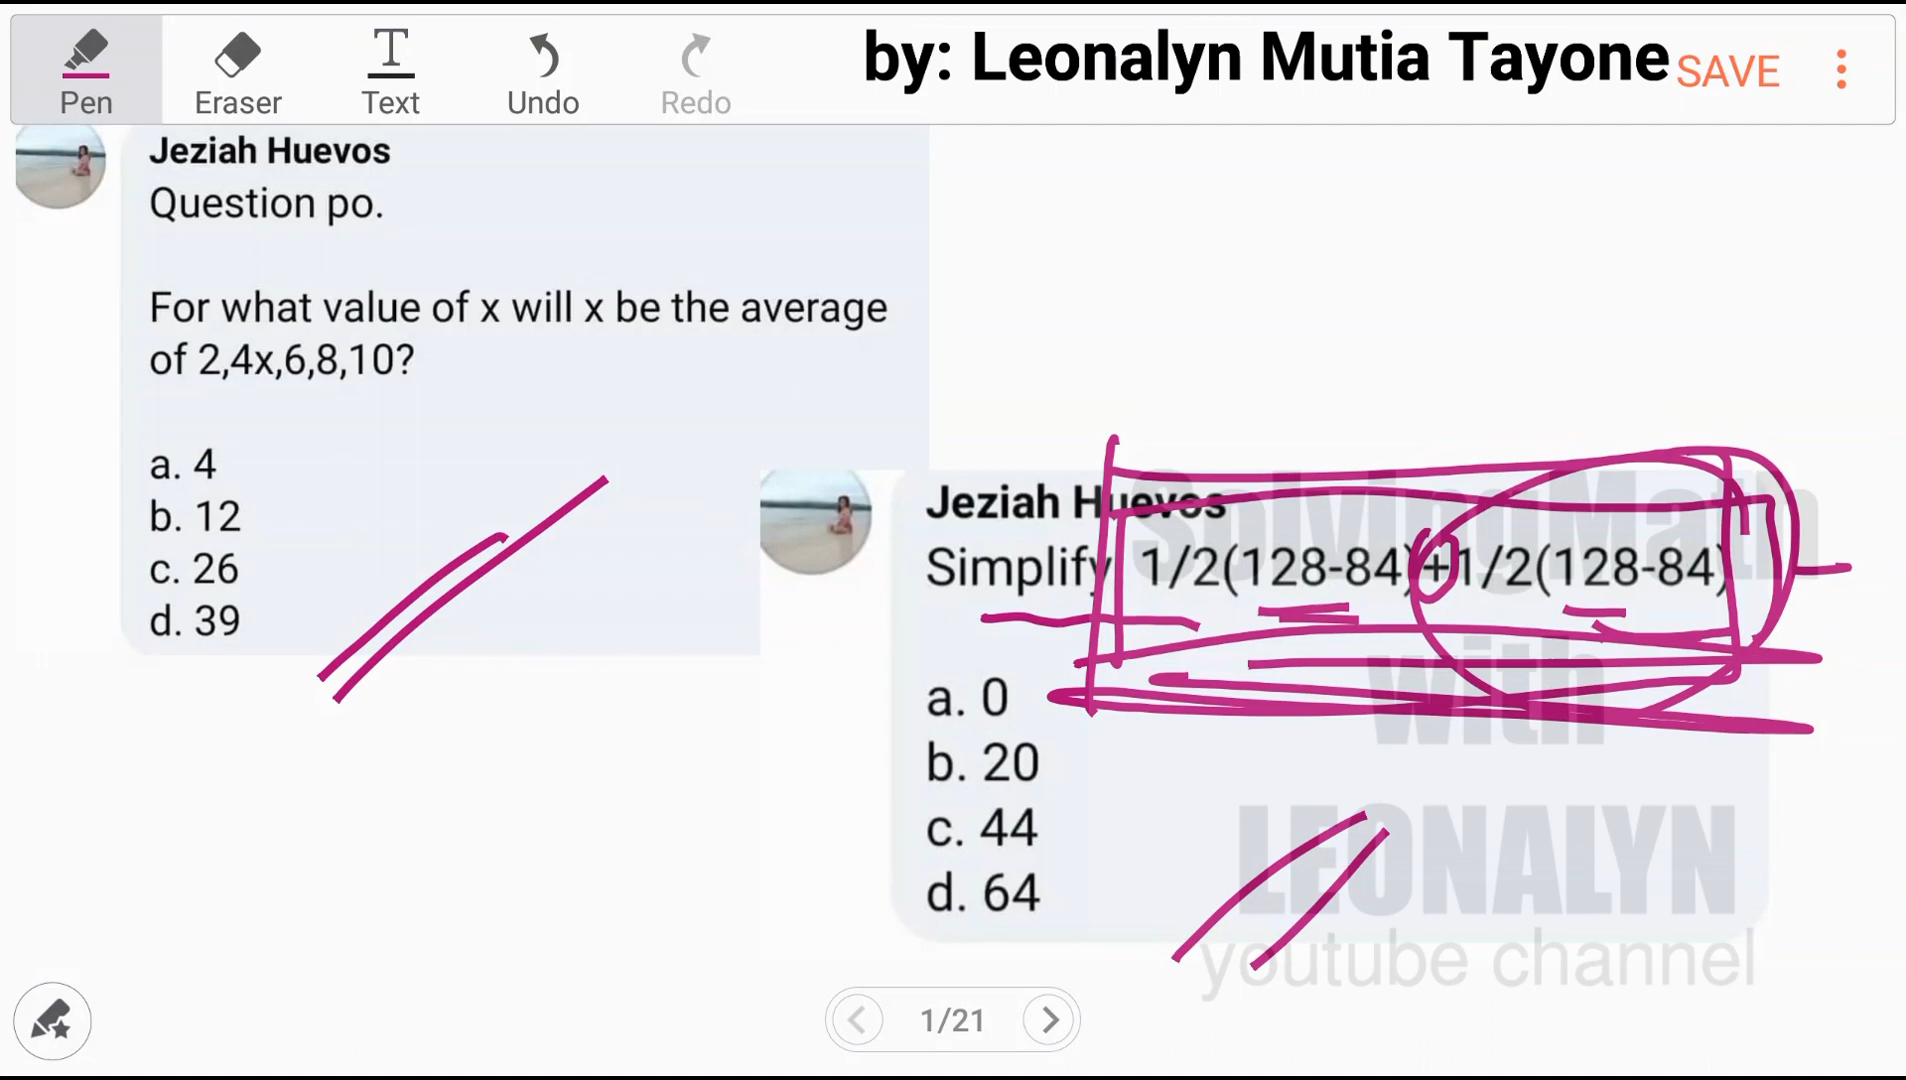 by: Leonalyn Mutia Tayone
SAVE
Pen
Eraser
Text
Undo
Redo
Jeziah Huevos
Question po.
For what value of x will x be the average
of 2,4x,6,8,10?
a. 4
b. 12
c. 26
d. 39
Jeziah Huevos
Simplify 1/2(128-84)+1/2(128-84)
a. 0
b. 20
c. 44
d. 64
SolvingMath
with
LEONALYN
youtube channel
1/21